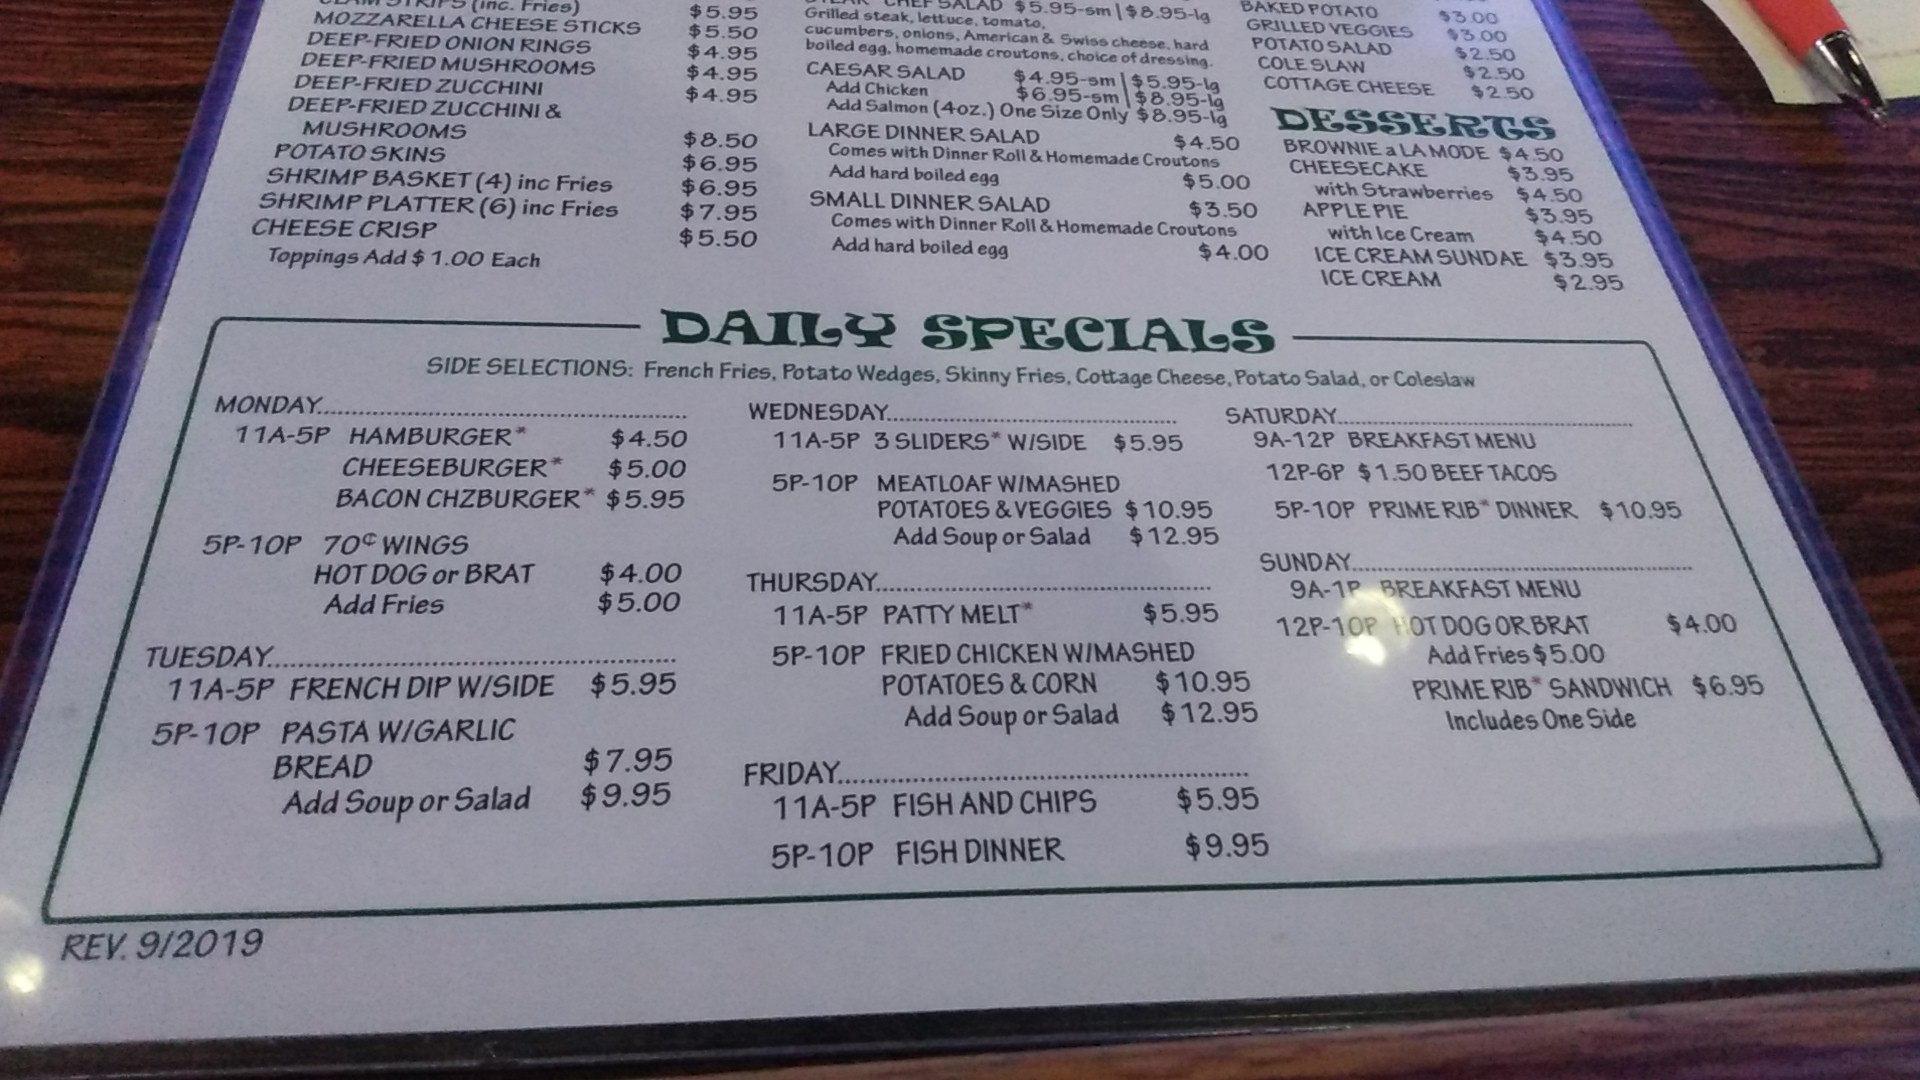 CLAM STRIPS (inc. Fries) $5.95
MOZZARELLA CHEESE STICKS $5.50
DEEP-FRIED ONION RINGS $4.95
DEEP-FRIED MUSHROOMS $4.95
DEEP-FRIED ZUCCHINI $4.95
DEEP-FRIED ZUCCHINI &
MUSHROOMS $8.50
POTATO SKINS $6.95
SHRIMP BASKET (4) inc Fries $6.95
SHRIMP PLATTER (6) inc Fries $7.95
CHEESE CRISP $5.50
Toppings Add $1.00 Each
CHEF SALAD $5.95-sm | $8.95-lg
Grilled steak, lettuce, tomato,
cucumbers, onions, American & Swiss cheese, hard
boiled egg, homemade croutons, choice of dressing.
CAESAR SALAD $4.95-sm | $5.95-lg
Add Chicken $6.95-sm | $8.95-lg
Add Salmon (4oz.) One Size Only $8.95-lg
LARGE DINNER SALAD $4.50
Comes with Dinner Roll & Homemade Croutons
Add hard boiled egg $5.00
SMALL DINNER SALAD $3.50
Comes with Dinner Roll & Homemade Croutons
Add hard boiled egg $4.00
BAKED POTATO $3.00
GRILLED VEGGIES $3.00
POTATO SALAD $2.50
COLE SLAW $2.50
COTTAGE CHEESE $2.50
DESSERTS
BROWNIE a LA MODE $4.50
CHEESECAKE $3.95
with Strawberries $4.50
APPLE PIE $3.95
with Ice Cream $4.50
ICE CREAM SUNDAE $3.95
ICE CREAM $2.95
DAILY SPECIALS
SIDE SELECTIONS: French Fries, Potato Wedges, Skinny Fries, Cottage Cheese, Potato Salad, or Coleslaw
MONDAY
11A-5P HAMBURGER* $4.50
CHEESEBURGER* $5.00
BACON CHZBURGER* $5.95
5P-10P 70¢ WINGS
HOT DOG or BRAT $4.00
Add Fries $5.00
TUESDAY
11A-5P FRENCH DIP W/SIDE $5.95
5P-10P PASTA W/GARLIC
BREAD $7.95
Add Soup or Salad $9.95
WEDNESDAY
11A-5P 3 SLIDERS* W/SIDE $5.95
5P-10P MEATLOAF W/MASHED
POTATOES & VEGGIES $10.95
Add Soup or Salad $12.95
THURSDAY
11A-5P PATTY MELT* $5.95
5P-10P FRIED CHICKEN W/MASHED
POTATOES & CORN $10.95
Add Soup or Salad $12.95
FRIDAY
11A-5P FISH AND CHIPS $5.95
5P-10P FISH DINNER $9.95
SATURDAY
9A-12P BREAKFAST MENU
12P-6P $1.50 BEEF TACOS
5P-10P PRIME RIB* DINNER $10.95
SUNDAY
9A-1P BREAKFAST MENU
12P-10P HOT DOG OR BRAT $4.00
Add Fries $5.00
PRIME RIB* SANDWICH $6.95
Includes One Side
REV. 9/2019